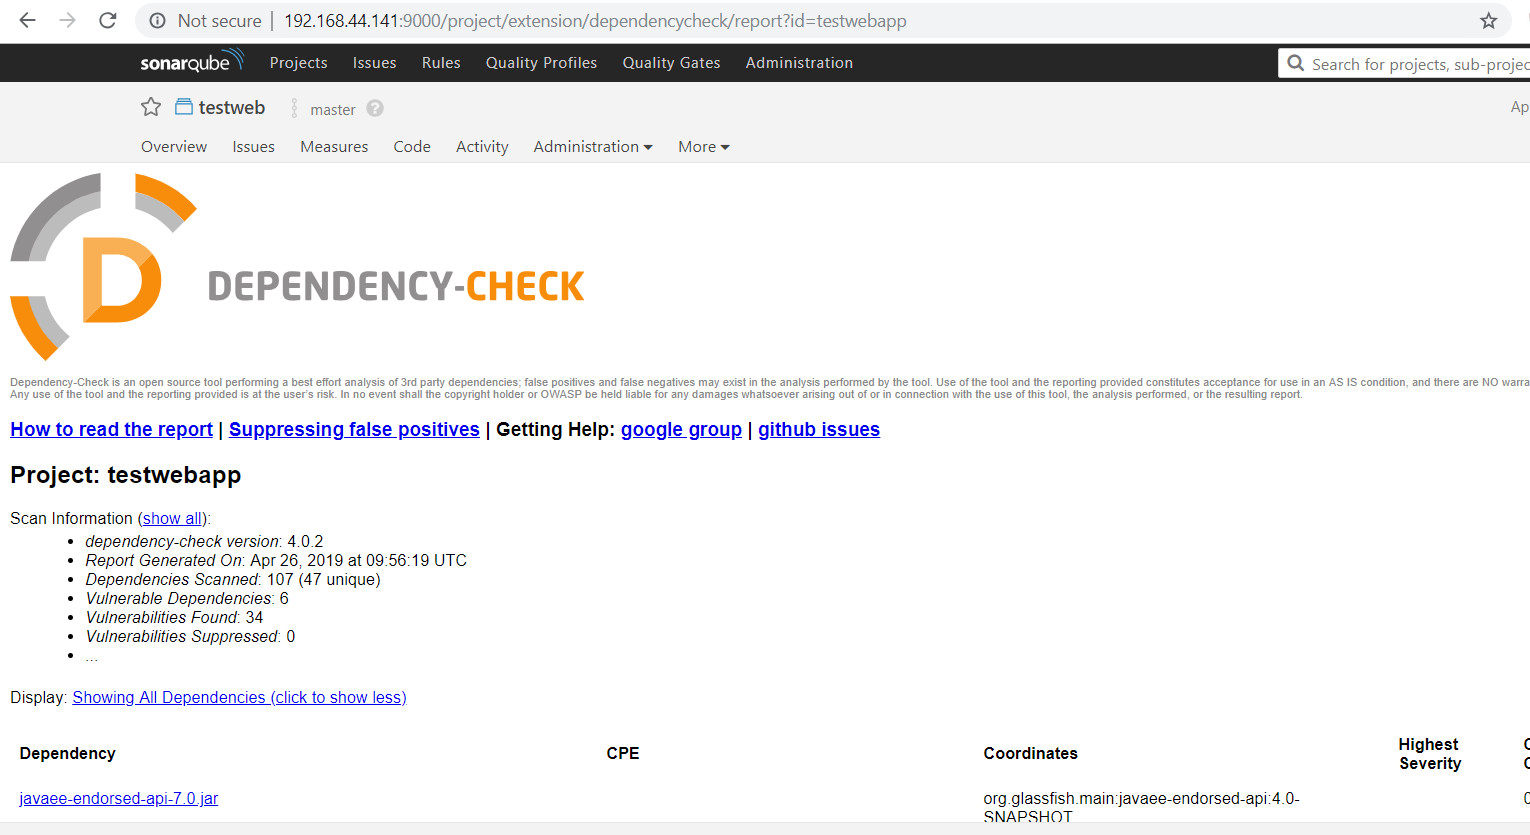 Not secure | 192.168.44.141:9000/project/extension/dependencycheck/report?id=testwebapp
sonarqube Projects Issues Rules Quality Profiles Quality Gates Administration Search for projects, sub-projec
testweb master ? Ap
Overview Issues Measures Code Activity Administration More
D DEPENDENCY-CHECK
Dependency-Check is an open source tool performing a best effort analysis of 3rd party dependencies; false positives and false negatives may exist in the analysis performed by the tool. Use of the tool and the reporting provided constitutes acceptance for use in an AS IS condition, and there are NO warra
Any use of the tool and the reporting provided is at the user's risk. In no event shall the copyright holder or OWASP be held liable for any damages whatsoever arising out of or in connection with the use of this tool, the analysis performed, or the resulting report.
How to read the report | Suppressing false positives | Getting Help: google group | github issues
Project: testwebapp
Scan Information (show all):
• dependency-check version: 4.0.2
• Report Generated On: Apr 26, 2019 at 09:56:19 UTC
• Dependencies Scanned: 107 (47 unique)
• Vulnerable Dependencies: 6
• Vulnerabilities Found: 34
• Vulnerabilities Suppressed: 0
• ...
Display: Showing All Dependencies (click to show less)
Dependency CPE Coordinates Highest Severity
javaee-endorsed-api-7.0.jar org.glassfish.main:javaee-endorsed-api:4.0-
SNAPSHOT